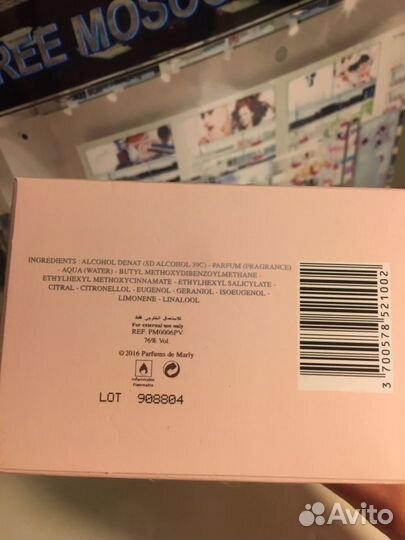 REE MOSCO
INGREDIENTS : ALCOHOL DENAT (SD ALCOHOL 39C) - PARFUM (FRAGRANCE)
- AQUA (WATER) - BUTYL METHOXYDIBENZOYLMETHANE -
ETHYLHEXYL METHOXYCINNAMATE - ETHYLHEXYL SALICYLATE -
CITRAL - CITRONELLOL - EUGENOL - GERANIOL - ISOEUGENOL -
LIMONENE - LINALOOL
للاستعمال الخارجي فقط
For external use only
REF. PM0006PV
76% Vol.
©2016 Parfums de Marly
Inflammable
Flammable
LOT 908804
3 700578 521002
Avito